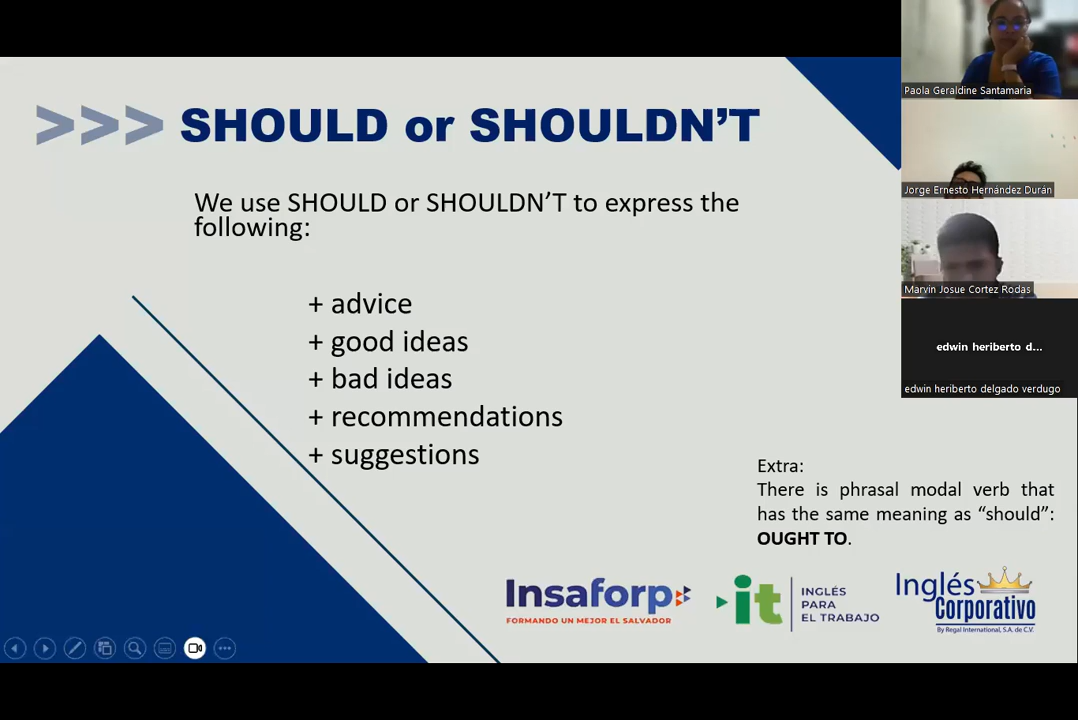 >>> SHOULD or SHOULDN’T
We use SHOULD or SHOULDN’T to express the
following:
+ advice
+ good ideas
+ bad ideas
+ recommendations
+ suggestions
Extra:
There is phrasal modal verb that
has the same meaning as “should”:
OUGHT TO.
Insaforp
FORMANDO UN MEJOR EL SALVADOR
it
INGLÉS
PARA
EL TRABAJO
Inglés
Corporativo
By Regal International, S.A. de C.V.
Paola Geraldine Santamaria
Jorge Ernesto Hernández Durán
Marvin Josue Cortez Rodas
edwin heriberto d...
edwin heriberto delgado verdugo